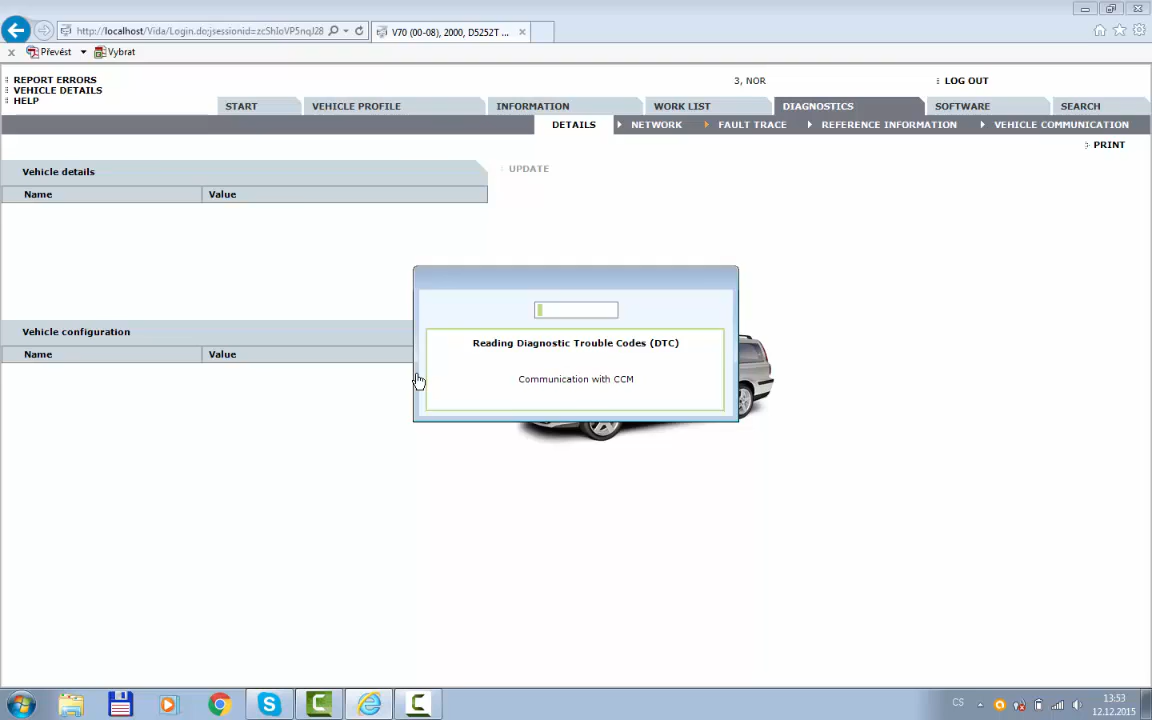 http://localhost/Vida/Login.do;jsessionid=zcShIoVP5nqJ28
V70 (00-08), 2000, D5252T ...
x Převést Vybrat
REPORT ERRORS
VEHICLE DETAILS
HELP
3, NOR
LOG OUT
START VEHICLE PROFILE INFORMATION WORK LIST DIAGNOSTICS SOFTWARE SEARCH
DETAILS NETWORK FAULT TRACE REFERENCE INFORMATION VEHICLE COMMUNICATION
PRINT
Vehicle details
UPDATE
Name Value
Reading Diagnostic Trouble Codes (DTC)
Communication with CCM
Vehicle configuration
Name Value
CS
13:53
12.12.2015